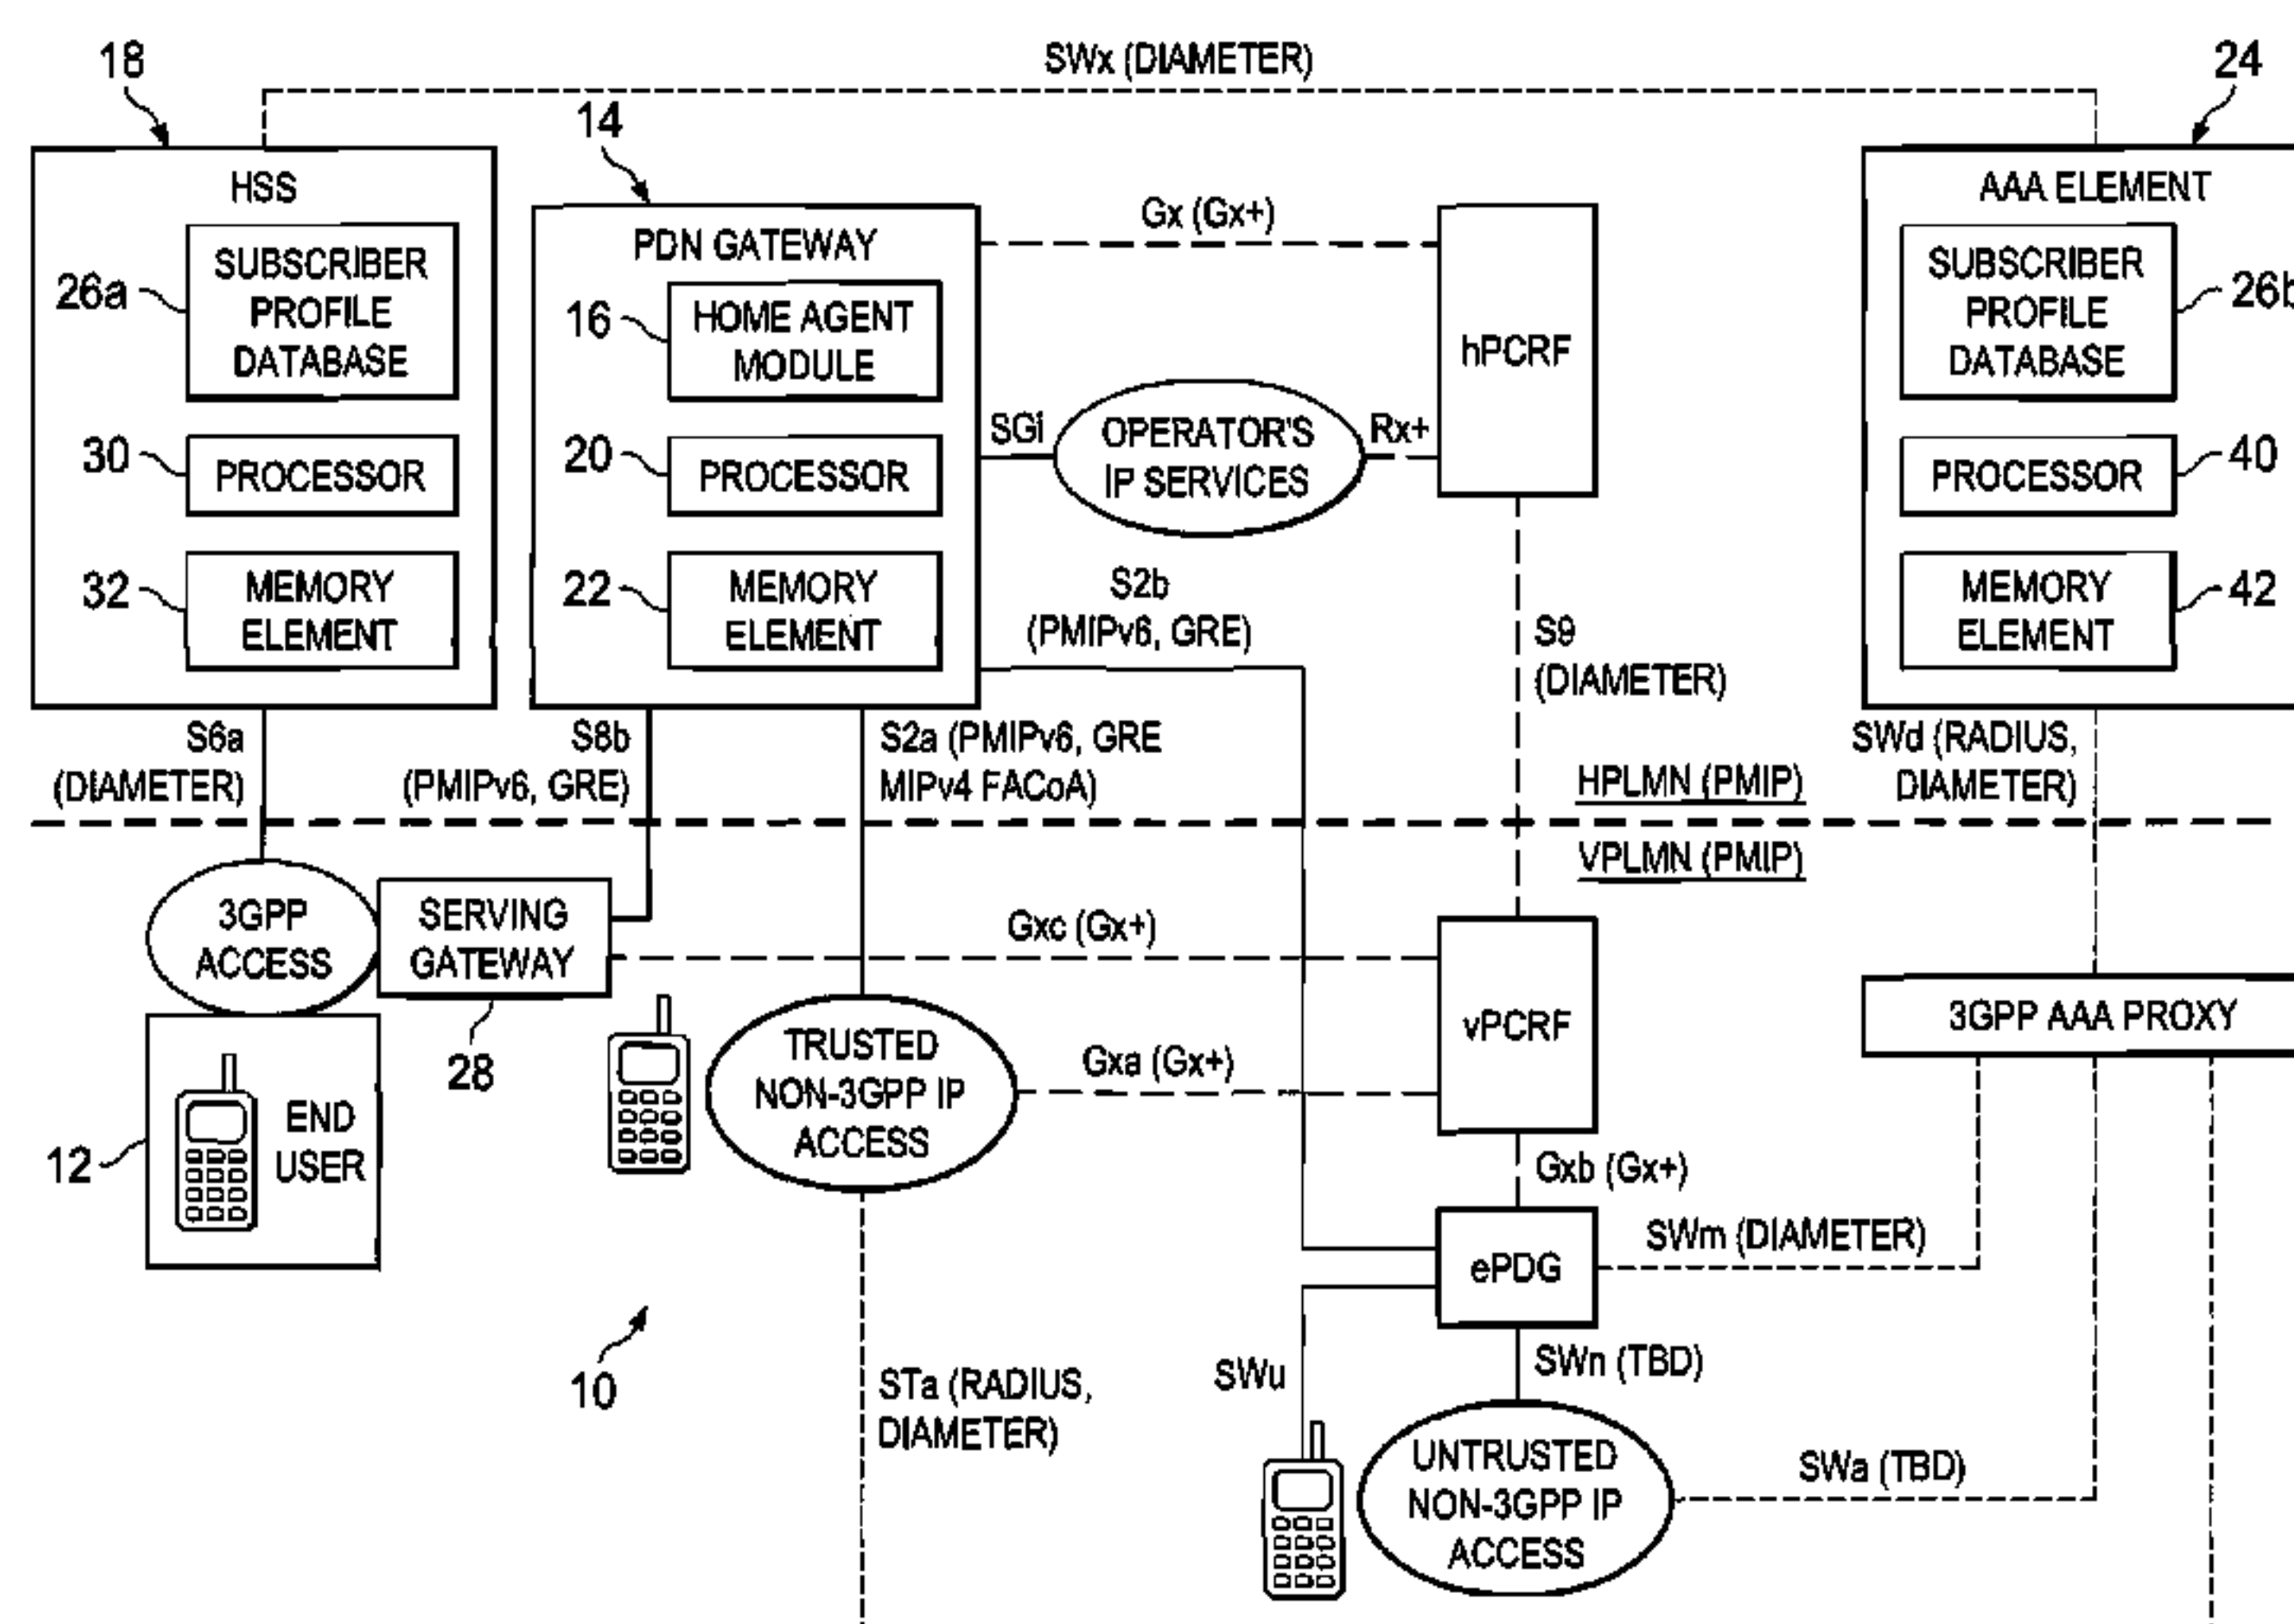 SWx (DIAMETER)
18
24
14
HSS
SUBSCRIBER
PROFILE
DATABASE
26a
PROCESSOR
30
MEMORY
ELEMENT
32
PDN GATEWAY
HOME AGENT
MODULE
16
PROCESSOR
20
MEMORY
ELEMENT
22
Gx (Gx+)
hPCRF
SGi
OPERATOR'S
IP SERVICES
Rx+
AAA ELEMENT
SUBSCRIBER
PROFILE
DATABASE
26b
PROCESSOR
40
MEMORY
ELEMENT
42
S2b
(PMIPv6, GRE)
S9
(DIAMETER)
S6a
(DIAMETER)
S8b
(PMIPv6, GRE)
S2a (PMIPv6, GRE
MIPv4 FACoA)
SWd (RADIUS,
DIAMETER)
HPLMN (PMIP)
VPLMN (PMIP)
3GPP
ACCESS
SERVING
GATEWAY
28
Gxc (Gx+)
vPCRF
3GPP AAA PROXY
TRUSTED
NON-3GPP IP
ACCESS
Gxa (Gx+)
END
USER
12
Gxb (Gx+)
ePDG
SWm (DIAMETER)
10
STa (RADIUS,
DIAMETER)
SWu
SWn (TBD)
UNTRUSTED
NON-3GPP IP
ACCESS
SWa (TBD)